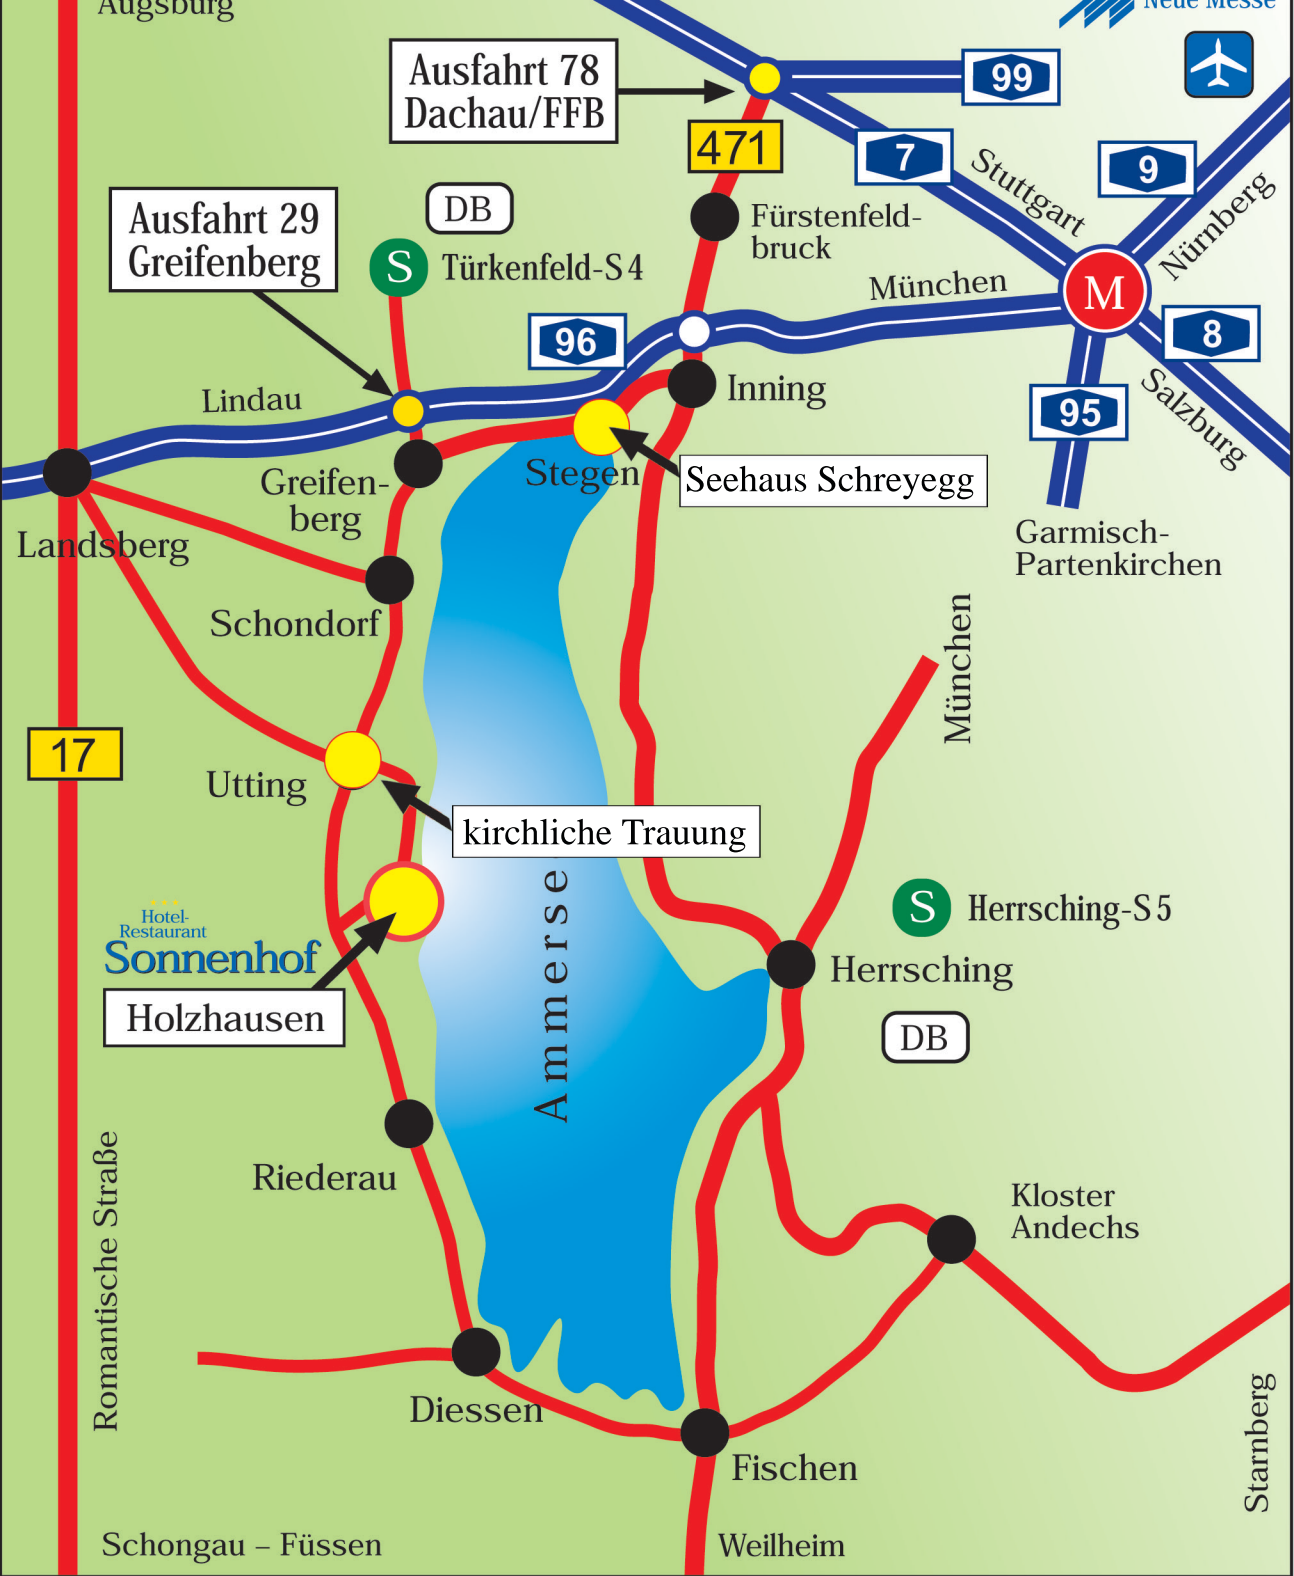 Augsburg
Neue Messe
Ausfahrt 78
Dachau/FFB
99
471
7
9
Stuttgart
Nürnberg
DB
Ausfahrt 29
Greifenberg
Fürstenfeld-
bruck
S
Türkenfeld-S4
München
M
96
8
Lindau
Inning
95
Salzburg
Greifen-
berg
Stegen
Seehaus Schreyegg
Landsberg
Garmisch-
Partenkirchen
Schondorf
München
17
Utting
kirchliche Trauung
Hotel-
Restaurant
Sonnenhof
Ammerse
S
Herrsching-S5
Herrsching
Holzhausen
DB
Riederau
Romantische Straße
Kloster
Andechs
Diessen
Starnberg
Fischen
Schongau – Füssen
Weilheim